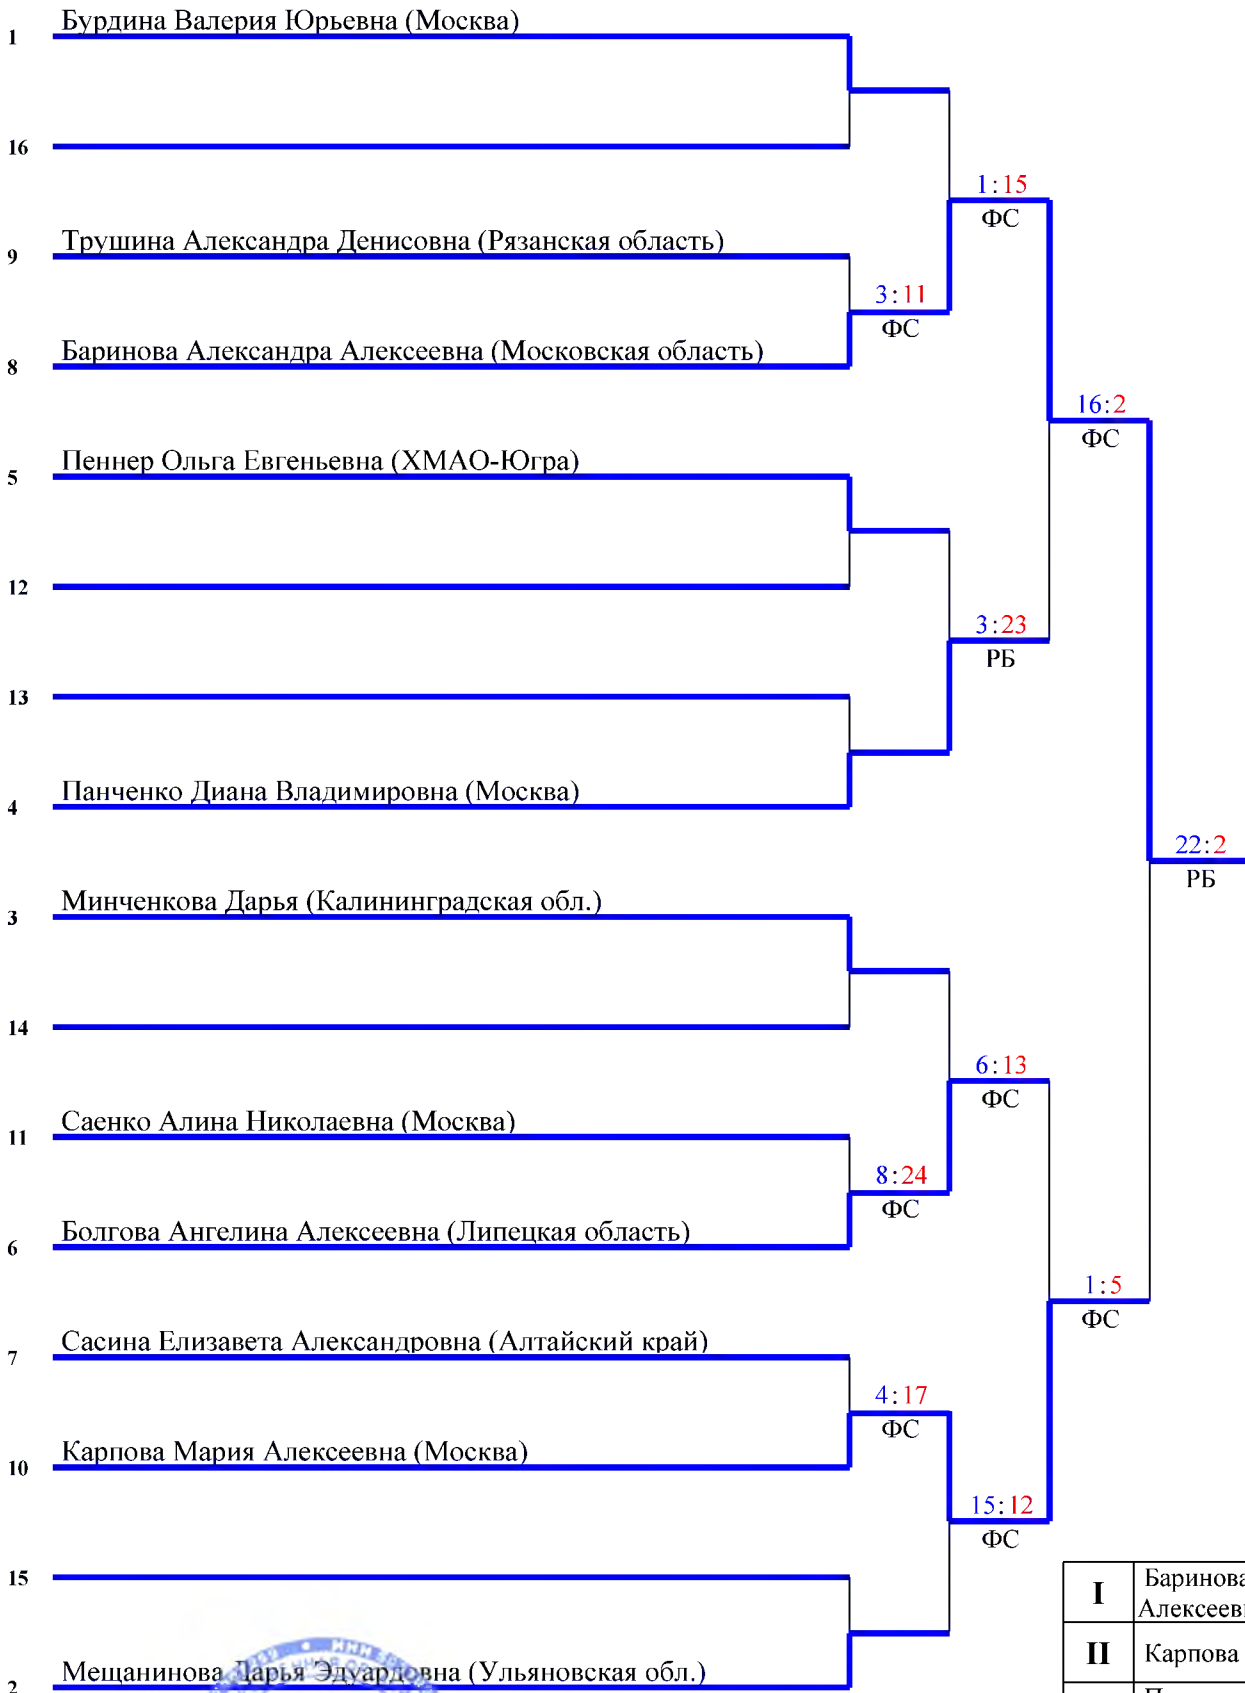 1 Бурдина Валерия Юрьевна (Москва)
16
1:15
ФС
9 Трушина Александра Денисовна (Рязанская область)
3:11
ФС
8 Баринова Александра Алексеевна (Московская область)
16:2
ФС
5 Пеннер Ольга Евгеньевна (ХМАО-Югра)
12
3:23
РБ
13
4 Панченко Диана Владимировна (Москва)
22:2
РБ
3 Минченкова Дарья (Калининградская обл.)
14
6:13
ФС
11 Саенко Алина Николаевна (Москва)
8:24
ФС
6 Болгова Ангелина Алексеевна (Липецкая область)
1:5
ФС
7 Сасина Елизавета Александровна (Алтайский край)
4:17
ФС
10 Карпова Мария Алексеевна (Москва)
15:12
ФС
15
I Баринова
Алексеев
II Карпова
2 Мещанинова Дарья Эдуардовна (Ульяновская обл.)